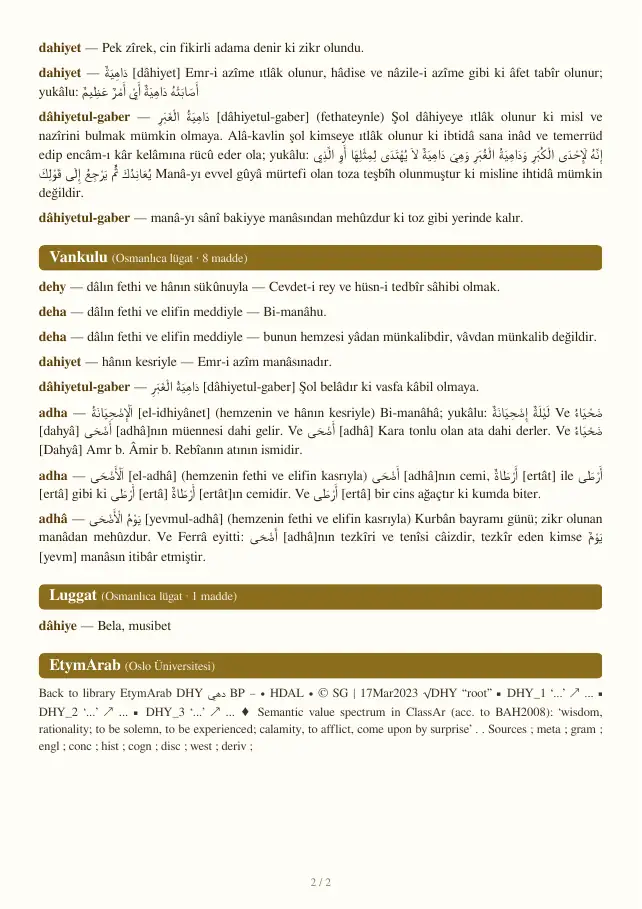 dahiyet — Pek zîrek, cin fikirli adama denir ki zikr olundu.
dahiyet — دَاهِيَةٌ [dâhiyet] Emr-i azîme ıtlâk olunur, hâdise ve nâzile-i azîme gibi ki âfet tabîr olunur;
yukâlu: أَصَابَتْهُ دَاهِيَةٌ أَيْ أَمْرٌ عَظِيمٌ
dâhiyetul-gaber — دَاهِيَةُ الْغَبَرِ [dâhiyetul-gaber] (fethateynle) Şol dâhiyeye ıtlâk olunur ki misl ve
nazîrini bulmak mümkin olmaya. Alâ-kavlin şol kimseye ıtlâk olunur ki ibtidâ sana inâd ve temerrüd
edip encâm-ı kâr kelâmına rücû eder ola; yukâlu: إِنَّهُ لَإِحْدَى الْكُبَرِ وَدَاهِيَةُ الْغَبَرِ وَهِيَ دَاهِيَةٌ لاَ يُهْتَدَى لِمِثْلِهَا أَوِ الَّذِي
يُعَانِدُكَ ثُمَّ يَرْجِعُ إِلَى قَوْلِكَ Manâ-yı evvel gûyâ mürtefi olan toza teşbîh olunmuştur ki misline ihtidâ mümkin
değildir.
dâhiyetul-gaber — manâ-yı sânî bakiyye manâsından mehûzdur ki toz gibi yerinde kalır.
Vankulu (Osmanlıca lügat · 8 madde)
dehy — dâlın fethi ve hânın sükûnuyla — Cevdet-i rey ve hüsn-i tedbîr sâhibi olmak.
deha — dâlın fethi ve elifin meddiyle — Bi-manâhu.
deha — dâlın fethi ve elifin meddiyle — bunun hemzesi yâdan münkalibdir, vâvdan münkalib değildir.
dahiyet — hânın kesriyle — Emr-i azîm manâsınadır.
dâhiyetul-gaber — دَاهِيَةُ الْغَبَرِ [dâhiyetul-gaber] Şol belâdır ki vasfa kâbil olmaya.
adha — اَلْإِضْحِيَانَةُ [el-idhiyânet] (hemzenin ve hânın kesriyle) Bi-manâhâ; yukâlu: لَيْلَةٌ إِضْحِيَانَةٌ Ve ضَحْيَاءُ
[dahyâ] أَضْحَى [adhâ]nın müennesi dahi gelir. Ve أَضْحَى [adhâ] Kara tonlu olan ata dahi derler. Ve ضَحْيَاءُ
[Dahyâ] Amr b. Âmir b. Rebîanın atının ismidir.
adha — اَلْأَضْحَى [el-adhâ] (hemzenin fethi ve elifin kasrıyla) أَضْحَى [adhâ]nın cemi, أَرْطَاةٌ [ertât] ile أَرْطَى
[ertâ] gibi ki أَرْطَى [ertâ] أَرْطَاةٌ [ertât]ın cemidir. Ve أَرْطَى [ertâ] bir cins ağaçtır ki kumda biter.
adhâ — يَوْمُ الْأَضْحَى [yevmul-adhâ] (hemzenin fethi ve elifin kasrıyla) Kurbân bayramı günü; zikr olunan
manâdan mehûzdur. Ve Ferrâ eyitti: أَضْحَى [adhâ]nın tezkîri ve tenîsi câizdir, tezkîr eden kimse يَوْمٌ
[yevm] manâsın itibâr etmiştir.
Luggat (Osmanlıca lügat · 1 madde)
dâhiye — Bela, musibet
EtymArab (Oslo Üniversitesi)
Back to library EtymArab DHY دهي BP – • HDAL • © SG | 17Mar2023 √DHY “root” ▪ DHY_1 ‘...’ ↗ ... ▪
DHY_2 ‘...’ ↗ ... ▪ DHY_3 ‘...’ ↗ ... ♦ Semantic value spectrum in ClassAr (acc. to BAH2008): ‘wisdom,
rationality; to be solemn, to be experienced; calamity, to afflict, come upon by surprise’ . . Sources ; meta ; gram ;
engl ; conc ; hist ; cogn ; disc ; west ; deriv ;
2 / 2